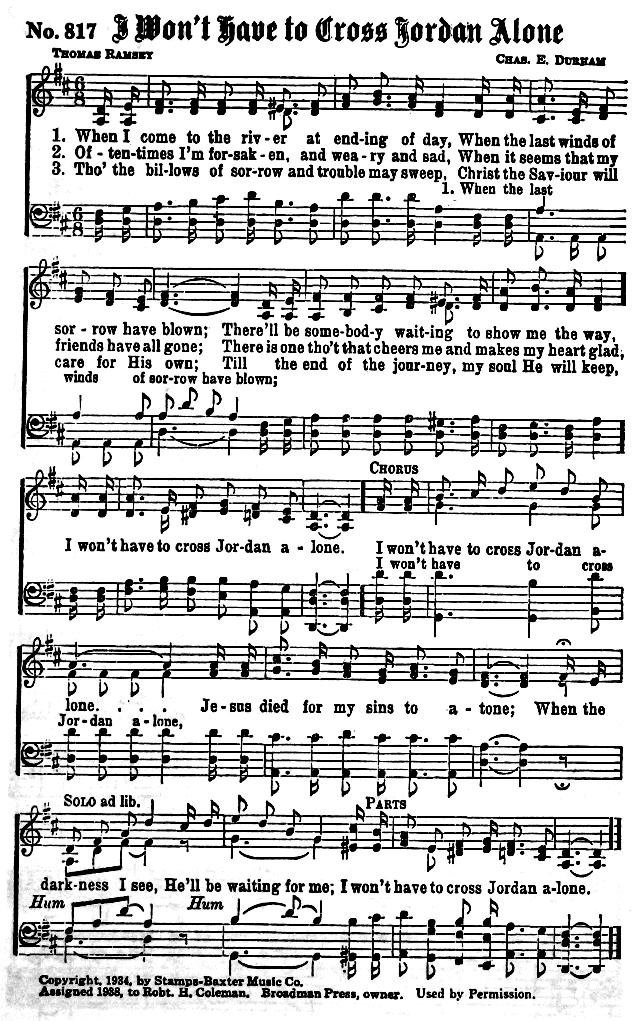 No. 817 I Won't Have to Cross Jordan Alone
THOMAS RAMSEY CHAS. E. DURHAM
1. When I come to the riv - er at end-ing of day, When the last winds of
2. Of - ten-times I'm for-sak - en, and wea - ry and sad, When it seems that my
3. Tho' the bil - lows of sor-row and trouble may sweep, Christ the Sav-iour will
1. When the last
sor - row have blown; There'll be some-bod-y wait-ing to show me the way,
friends have all gone; There is one tho't that cheers me and makes my heart glad,
care for His own; Till the end of the jour-ney, my soul He will keep,
winds of sor-row have blown;
CHORUS
I won't have to cross Jor-dan a - lone. I won't have to cross Jor-dan a-
I won't have to cross
lone. . . . Je-sus died for my sins to a - tone; When the
Jor-dan a-lone,
SOLO ad lib. PARTS
dark-ness I see, He'll be waiting for me; I won't have to cross Jordan a-lone.
Hum Hum
Copyright, 1934, by Stamps-Baxter Music Co.
Assigned 1938, to Robt. H. Coleman. Broadman Press, owner. Used by Permission.